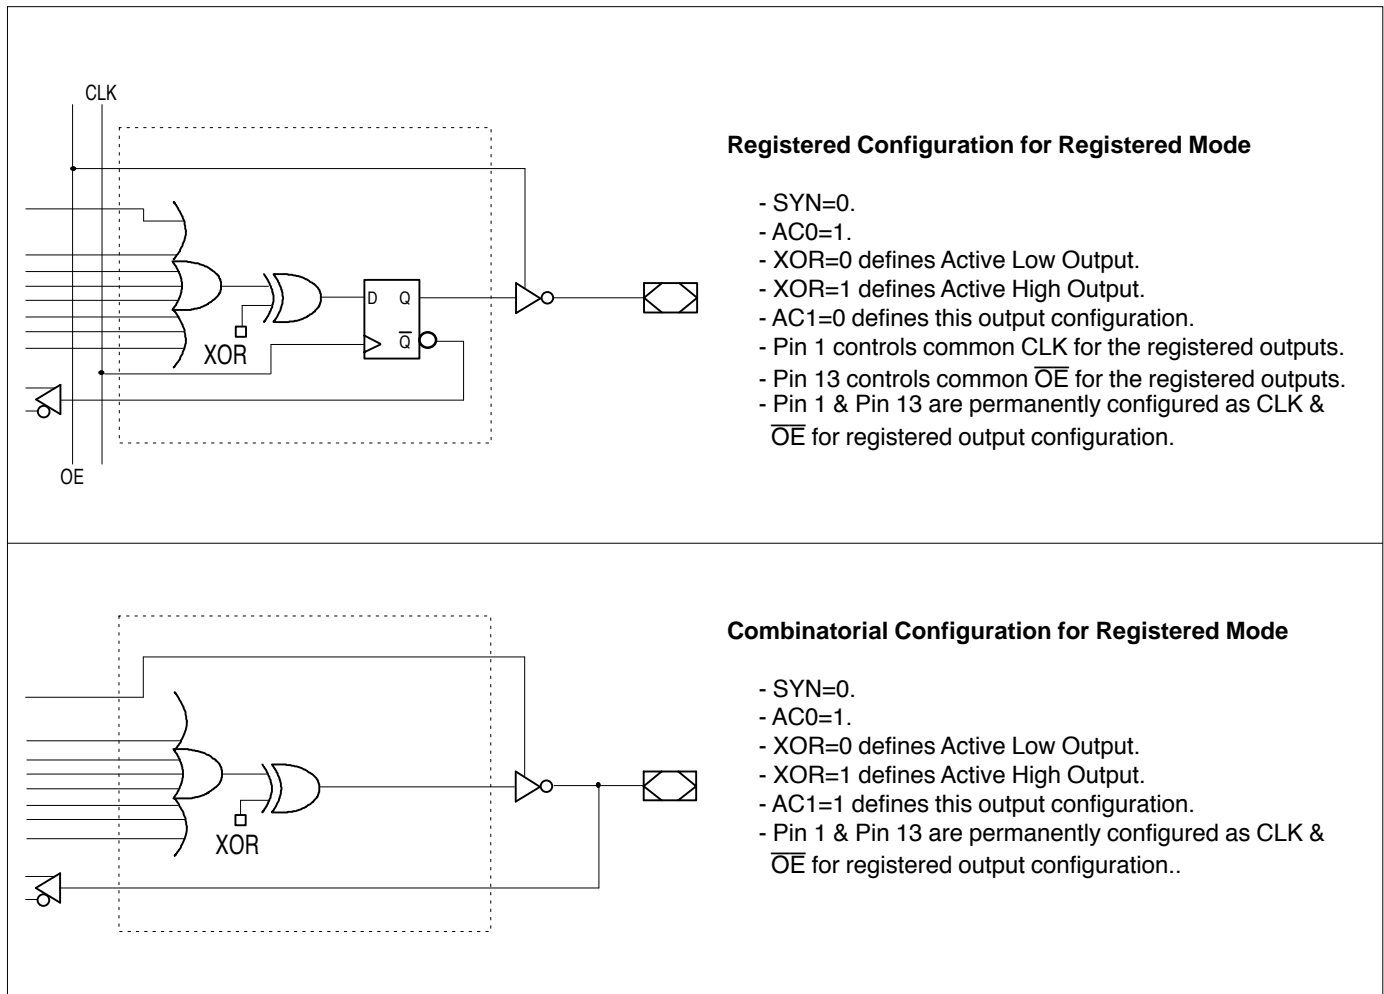 CLK
Registered Configuration for Registered Mode
- SYN=0.
- AC0=1.
- XOR=0 defines Active Low Output.
- XOR=1 defines Active High Output.
- AC1=0 defines this output configuration.
- Pin 1 controls common CLK for the registered outputs.
- Pin 13 controls common O̅E̅ for the registered outputs.
- Pin 1 & Pin 13 are permanently configured as CLK &
O̅E̅ for registered output configuration.
D Q
Q̅
XOR
OE
Combinatorial Configuration for Registered Mode
- SYN=0.
- AC0=1.
- XOR=0 defines Active Low Output.
- XOR=1 defines Active High Output.
- AC1=1 defines this output configuration.
- Pin 1 & Pin 13 are permanently configured as CLK &
O̅E̅ for registered output configuration..
XOR